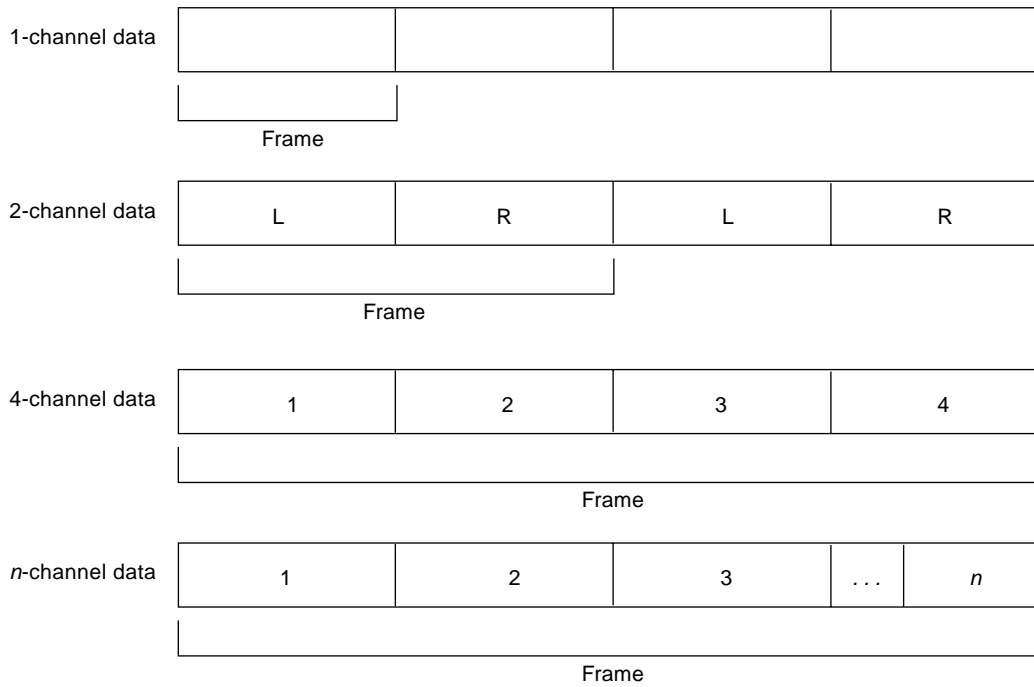 1-channel data
Frame
2-channel data L R L R
Frame
4-channel data 1 2 3 4
Frame
n-channel data 1 2 3 . . . n
Frame